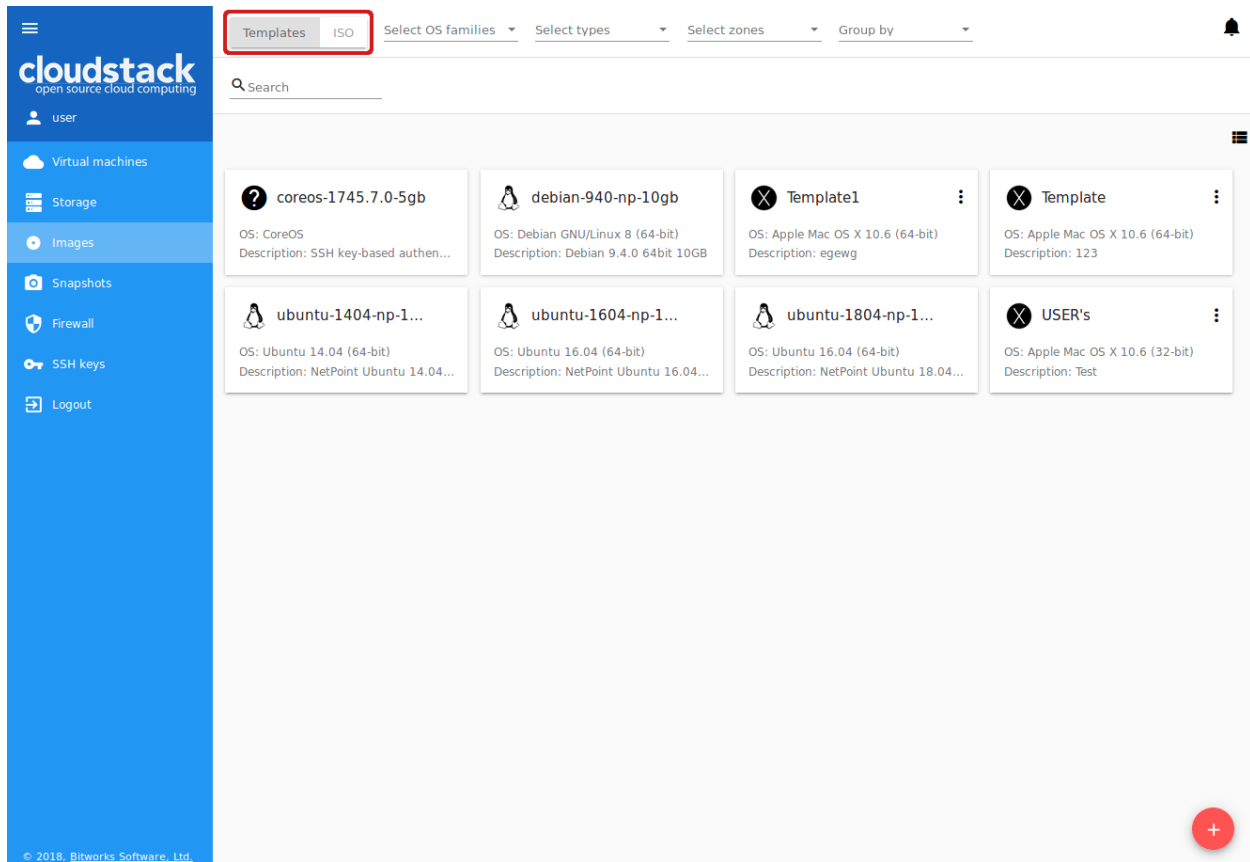 Templates ISO Select OS families Select types Select zones Group by
cloudstack
open source cloud computing
Search
user
Virtual machines
Storage
Images
Snapshots
Firewall
SSH keys
Logout
coreos-1745.7.0-5gb
OS: CoreOS
Description: SSH key-based authen...
debian-940-np-10gb
OS: Debian GNU/Linux 8 (64-bit)
Description: Debian 9.4.0 64bit 10GB
X Template1
OS: Apple Mac OS X 10.6 (64-bit)
Description: egewg
X Template
OS: Apple Mac OS X 10.6 (64-bit)
Description: 123
ubuntu-1404-np-1...
OS: Ubuntu 14.04 (64-bit)
Description: NetPoint Ubuntu 14.04...
ubuntu-1604-np-1...
OS: Ubuntu 16.04 (64-bit)
Description: NetPoint Ubuntu 16.04...
ubuntu-1804-np-1...
OS: Ubuntu 16.04 (64-bit)
Description: NetPoint Ubuntu 18.04...
X USER's
OS: Apple Mac OS X 10.6 (32-bit)
Description: Test
© 2018, Bitworks Software, Ltd.